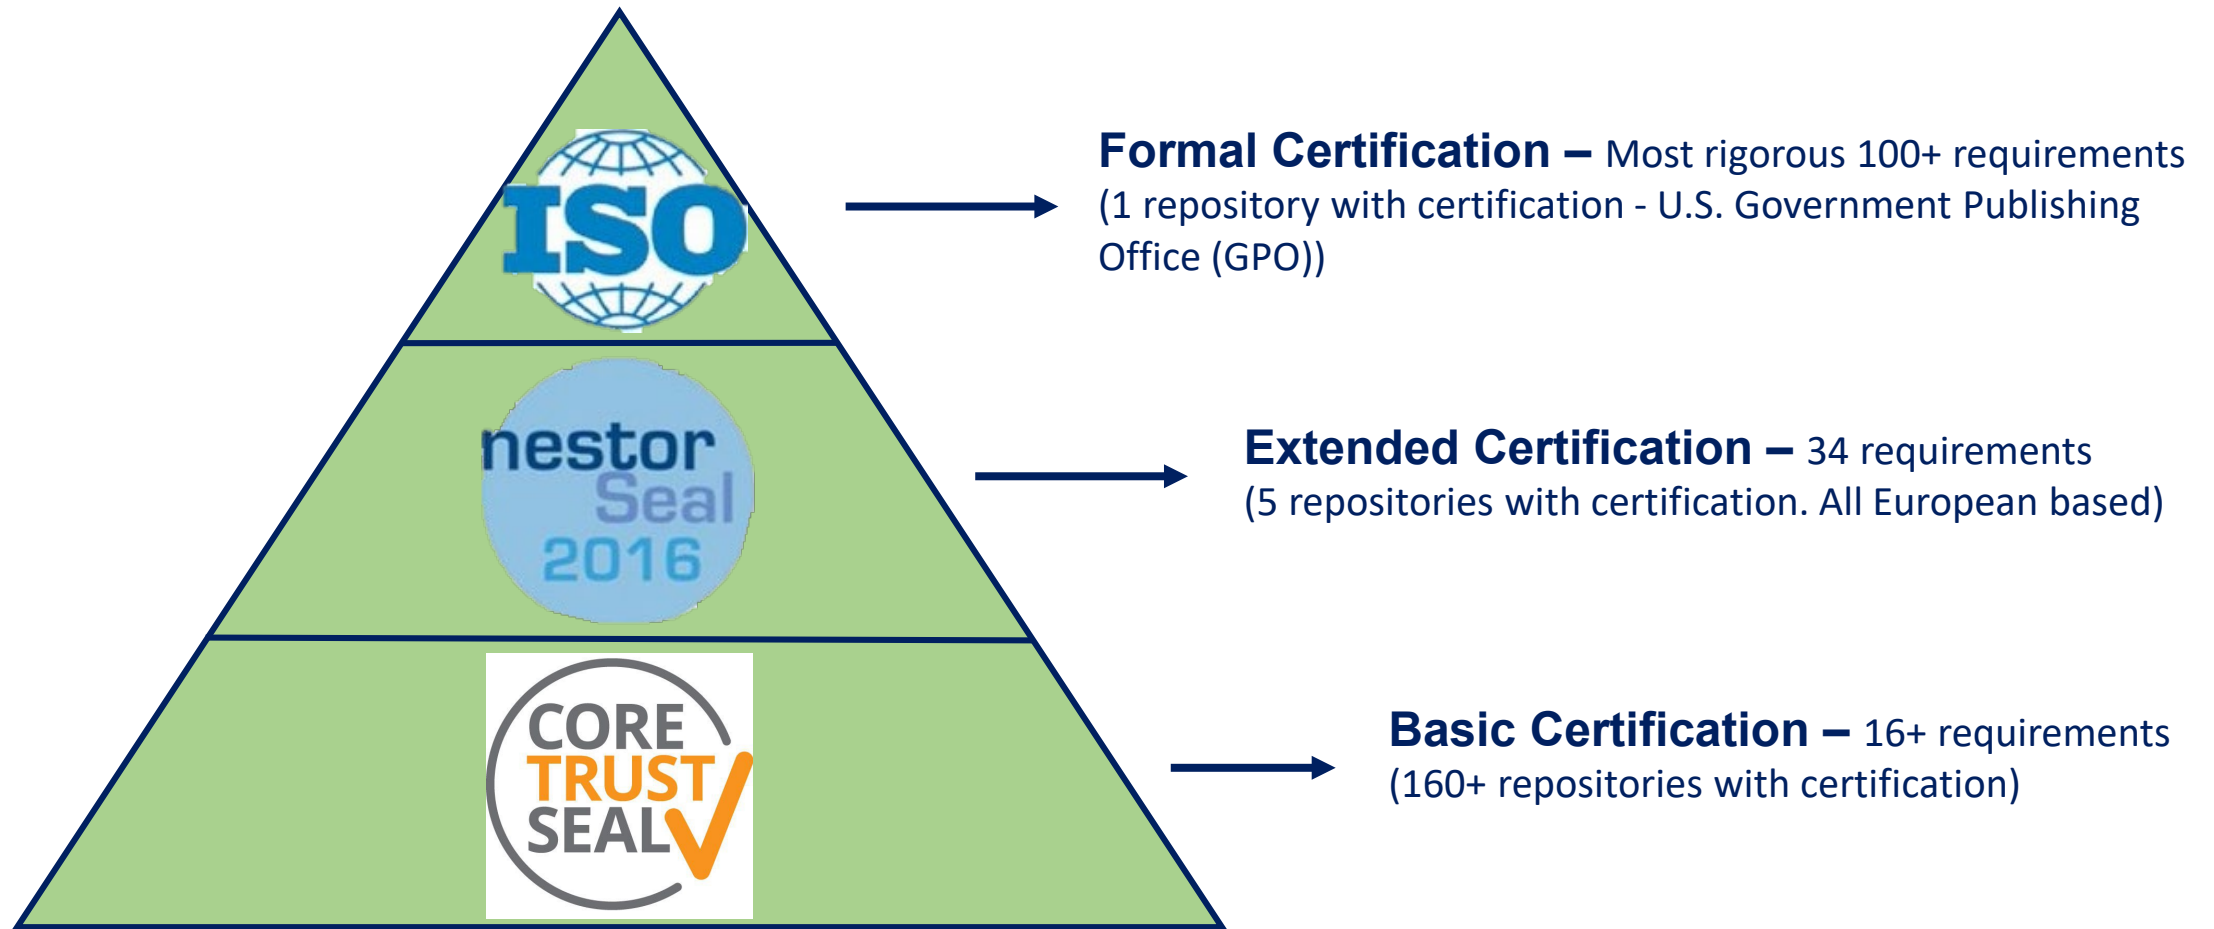 ISO
Formal Certification – Most rigorous 100+ requirements
(1 repository with certification - U.S. Government Publishing
Office (GPO))
nestor
Seal
2016
Extended Certification – 34 requirements
(5 repositories with certification. All European based)
CORE
TRUST
SEAL
Basic Certification – 16+ requirements
(160+ repositories with certification)